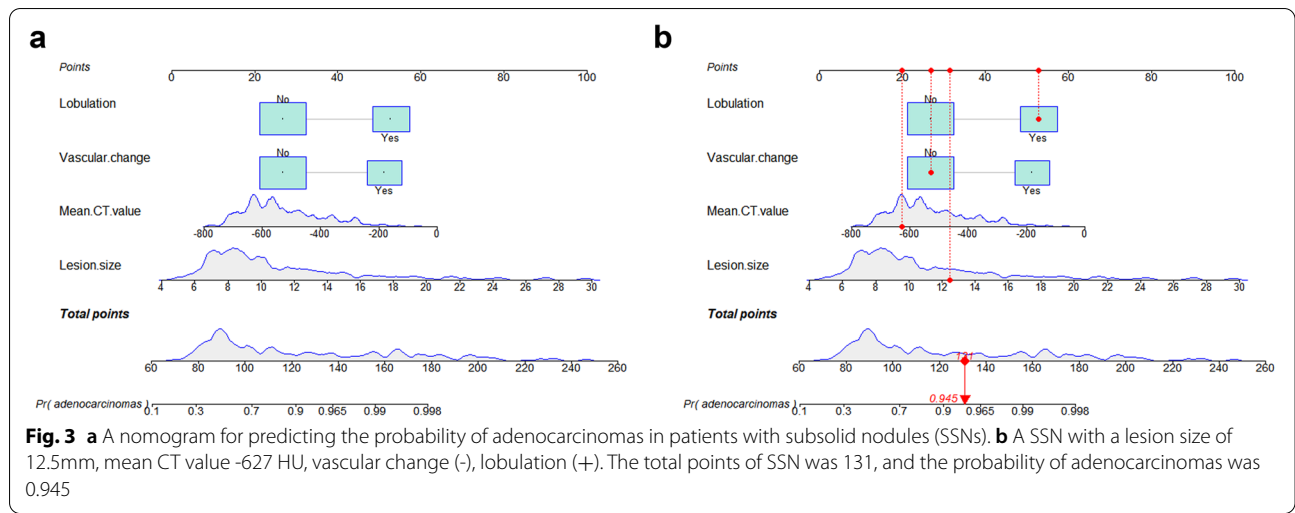 a
Points
0 20 40 60 80 100
Lobulation
No
Yes
Vascular.change
No
Yes
Mean.CT.value
-800 -600 -400 -200 0
Lesion.size
4 6 8 10 12 14 16 18 20 22 24 26 28 30
Total points
60 80 100 120 140 160 180 200 220 240 260
Pr( adenocarcinomas )
0.1 0.3 0.7 0.9 0.965 0.99 0.998
b
Points
0 20 40 60 80 100
Lobulation
No
Yes
Vascular.change
No
Yes
Mean.CT.value
-800 -600 -400 -200 0
Lesion.size
4 6 8 10 12 14 16 18 20 22 24 26 28 30
Total points
131
60 80 100 120 140 160 180 200 220 240 260
0.945
Pr( adenocarcinomas )
0.1 0.3 0.7 0.9 0.965 0.99 0.998
Fig. 3 a A nomogram for predicting the probability of adenocarcinomas in patients with subsolid nodules (SSNs). b A SSN with a lesion size of
12.5mm, mean CT value -627 HU, vascular change (-), lobulation (+). The total points of SSN was 131, and the probability of adenocarcinomas was
0.945